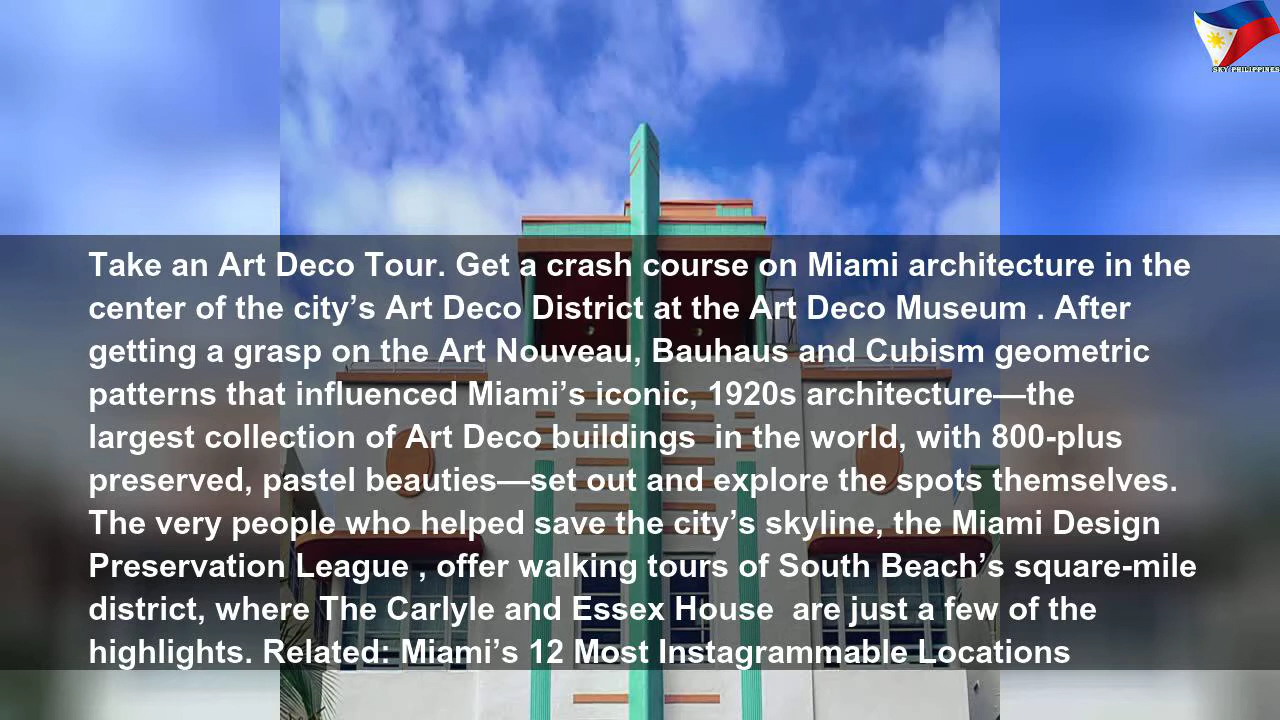 SKY PHILIPPINES
Take an Art Deco Tour. Get a crash course on Miami architecture in the
center of the city’s Art Deco District at the Art Deco Museum . After
getting a grasp on the Art Nouveau, Bauhaus and Cubism geometric
patterns that influenced Miami’s iconic, 1920s architecture—the
largest collection of Art Deco buildings  in the world, with 800-plus
preserved, pastel beauties—set out and explore the spots themselves.
The very people who helped save the city’s skyline, the Miami Design
Preservation League , offer walking tours of South Beach’s square-mile
district, where The Carlyle and Essex House  are just a few of the
highlights. Related: Miami’s 12 Most Instagrammable Locations